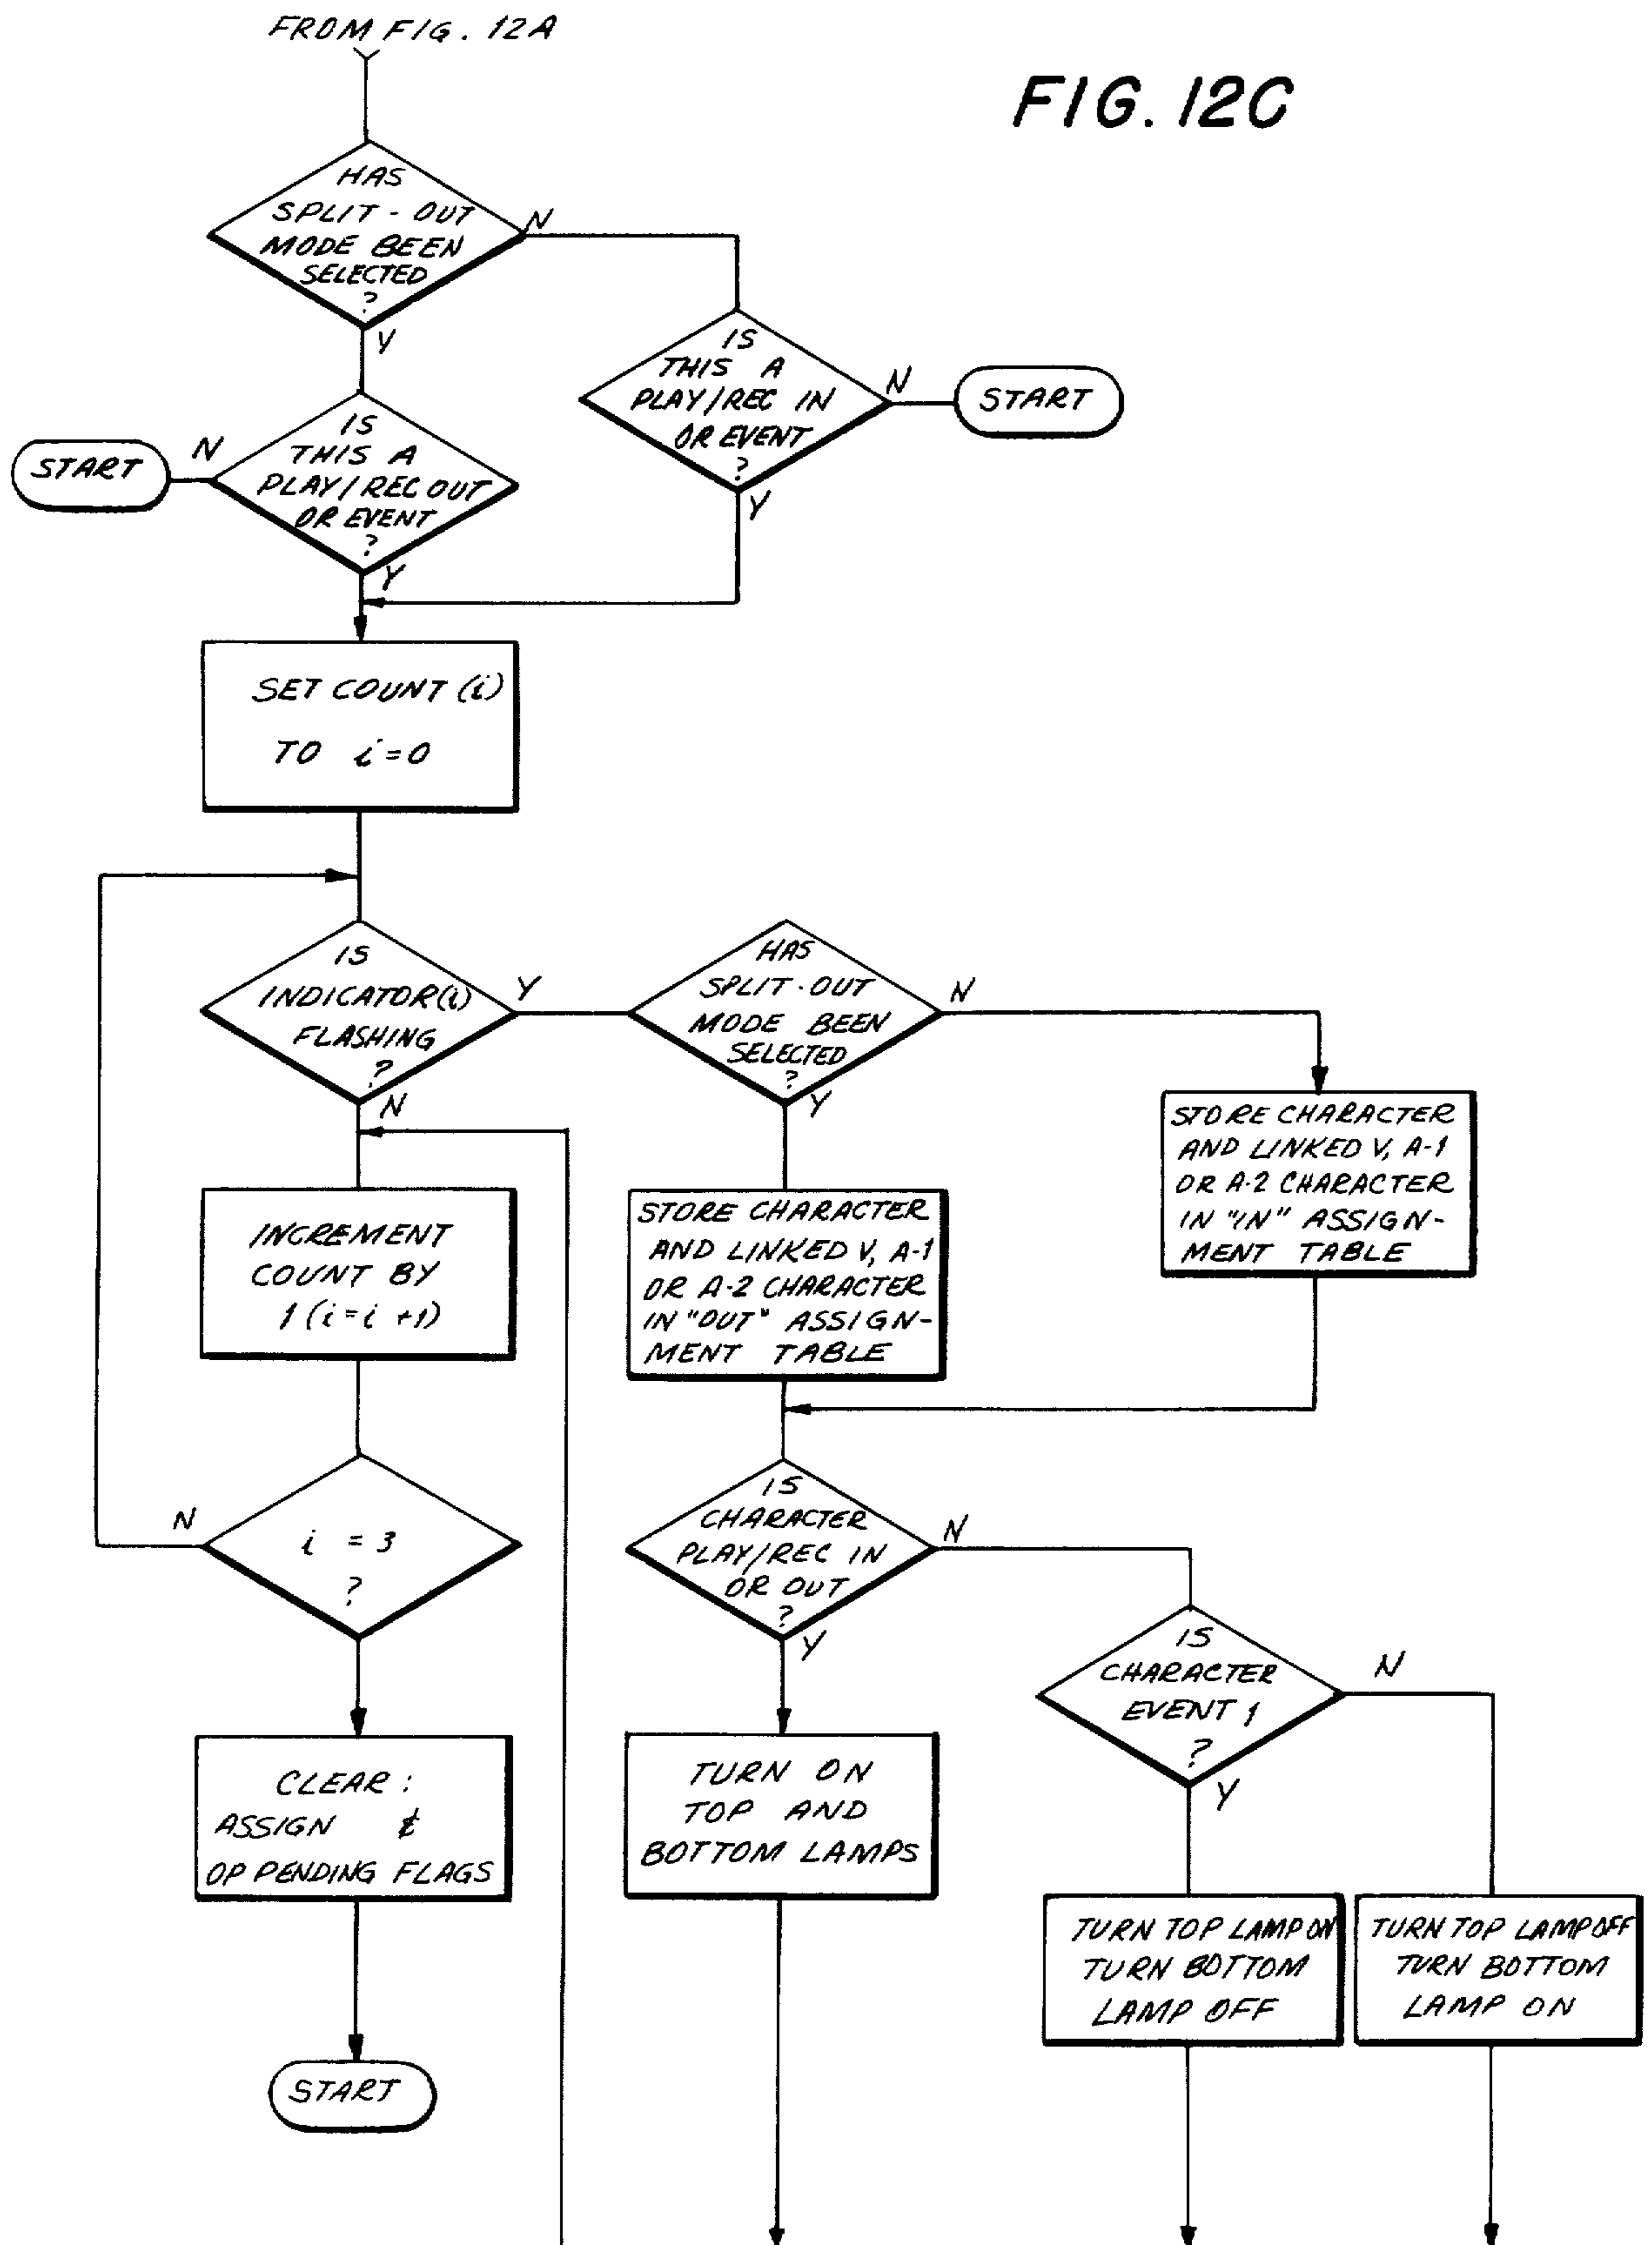 FROM FIG. 12A
FIG. 12C
HAS
SPLIT-OUT
MODE BEEN
SELECTED
?
N
Y
IS
THIS A
PLAY/REC IN
OR EVENT
?
N
START
Y
IS
THIS A
PLAY/REC OUT
OR EVENT
?
N
START
Y
SET COUNT (i)
TO i=0
IS
INDICATOR(i)
FLASHING
?
Y
N
HAS
SPLIT-OUT
MODE BEEN
SELECTED
?
N
Y
STORE CHARACTER
AND LINKED V, A-1
OR A-2 CHARACTER
IN "IN" ASSIGN-
MENT TABLE
INCREMENT
COUNT BY
1 (i=i+1)
STORE CHARACTER
AND LINKED V, A-1
OR A-2 CHARACTER
IN "OUT" ASSIGN-
MENT TABLE
i = 3
?
N
IS
CHARACTER
PLAY/REC IN
OR OUT
?
N
Y
IS
CHARACTER
EVENT 1
?
N
Y
CLEAR:
ASSIGN &
OP PENDING FLAGS
TURN ON
TOP AND
BOTTOM LAMPS
TURN TOP LAMP ON
TURN BOTTOM
LAMP OFF
TURN TOP LAMP OFF
TURN BOTTOM
LAMP ON
START